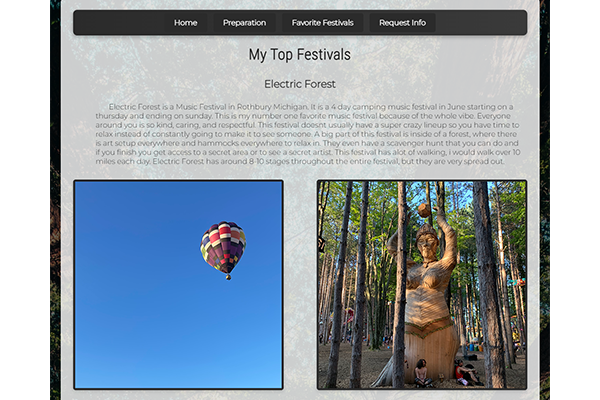 Home Preparation Favorite Festivals Request Info
My Top Festivals
Electric Forest
Electric Forest is a Music Festival in Rothbury Michigan. It is a 4 day camping music festival in June starting on a
thursday and ending on sunday. This is my number one favorite music festival because of the whole vibe. Everyone
around you is so kind, caring, and respectful. This festival doesnt usually have a super crazy lineup so you have time to
relax instead of constantly going to make it to see someone. A big part of this festival is inside of a forest, where there
is art setup everywhere and hammocks everywhere to relax in. They even have a scavenger hunt that you can do and
if you finish you get access to a secret area or to see a secret artist. This festival has alot of walking, i would walk over 10
miles each day. Electric Forest has around 8-10 stages throughout the entire festival, but they are very spread out.